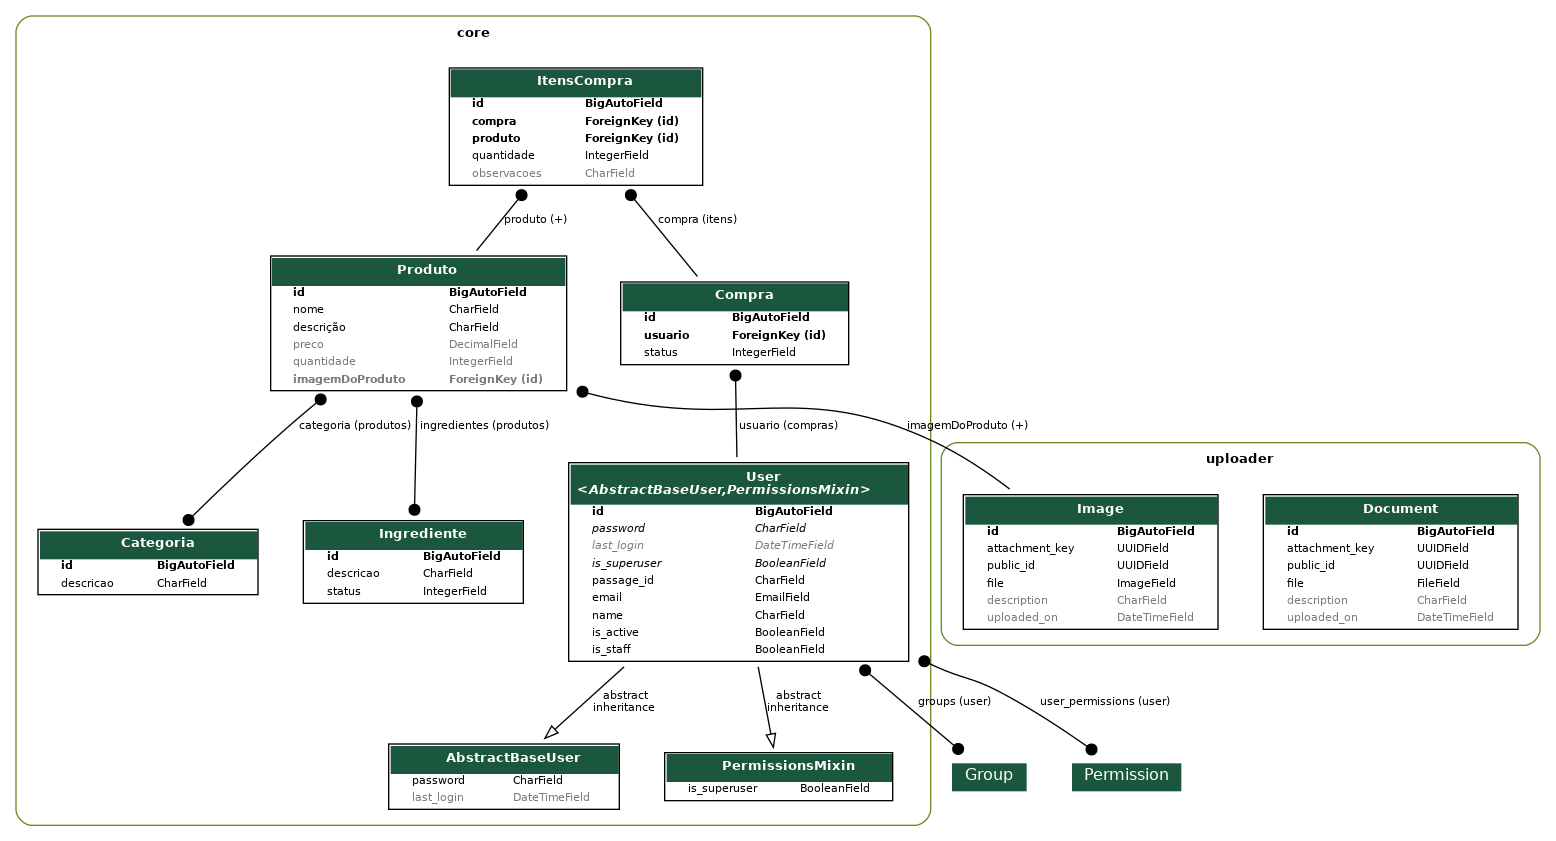 core
ItensCompra
id BigAutoField
compra ForeignKey (id)
produto ForeignKey (id)
quantidade IntegerField
observacoes CharField
produto (+)
compra (itens)
Produto
id BigAutoField
nome CharField
descrição CharField
preco DecimalField
quantidade IntegerField
imagemDoProduto ForeignKey (id)
Compra
id BigAutoField
usuario ForeignKey (id)
status IntegerField
categoria (produtos)
ingredientes (produtos)
usuario (compras)
imagemDoProduto (+)
Categoria
id BigAutoField
descricao CharField
Ingrediente
id BigAutoField
descricao CharField
status IntegerField
User
<AbstractBaseUser,PermissionsMixin>
id BigAutoField
password CharField
last_login DateTimeField
is_superuser BooleanField
passage_id CharField
email EmailField
name CharField
is_active BooleanField
is_staff BooleanField
uploader
Image
id BigAutoField
attachment_key UUIDField
public_id UUIDField
file ImageField
description CharField
uploaded_on DateTimeField
Document
id BigAutoField
attachment_key UUIDField
public_id UUIDField
file FileField
description CharField
uploaded_on DateTimeField
abstract
inheritance
abstract
inheritance
groups (user)
user_permissions (user)
AbstractBaseUser
password CharField
last_login DateTimeField
PermissionsMixin
is_superuser BooleanField
Group
Permission